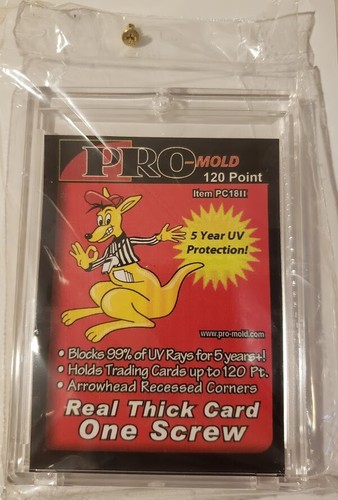 PRO-MOLD
120 Point
Item PC18II
5 Year UV
Protection!
www.pro-mold.com
• Blocks 99% of UV Rays for 5 years+!
• Holds Trading Cards up to 120 Pt.
• Arrowhead Recessed Corners
Real Thick Card
One Screw